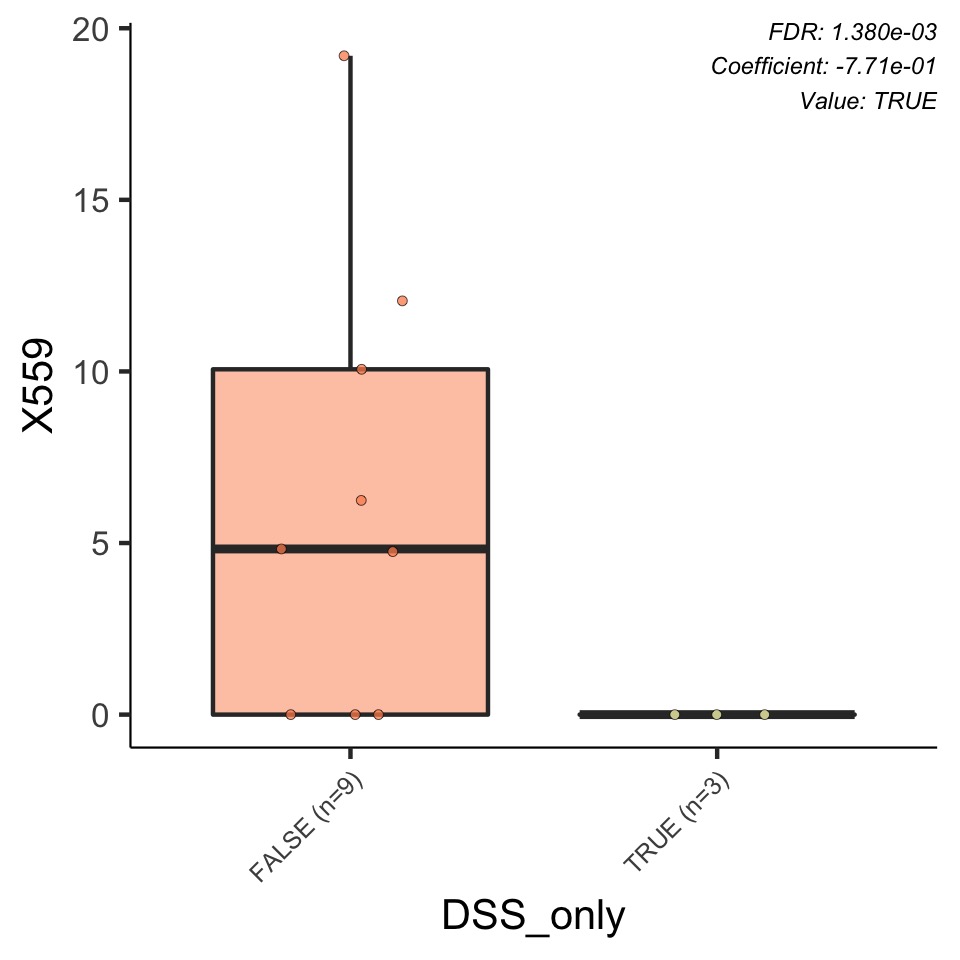 FDR: 1.380e-03
Coefficient: -7.71e-01
Value: TRUE
20
15
10
5
0
X559
FALSE (n=9)
TRUE (n=3)
DSS_only